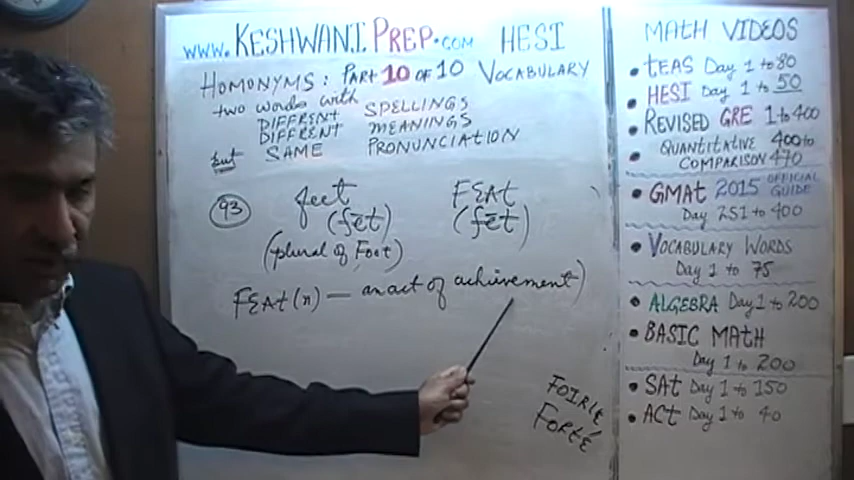 www.KESHWANIPREP.com HESI
HOMONYMS: PART 10 OF 10 VOCABULARY
two words with
DIFFRENT SPELLINGS
DIFFRENT MEANINGS
but SAME PRONUNCIATION
93 feet FEAt
(fēt) (fēt)
(plural of Foot)
FEAt (n) — an act of achievement)
FORTÉ
MATH VIDEOS
• tEAS Day 1 to 80
• HESI Day 1 to 50
• REVISED GRE 1 to 400
• QUANTITATIVE 400 to
COMPARISON 470
• GMAt 2015 OFFICIAL GUIDE
Day 251 to 400
• VOCABULARY WORDS
Day 1 to 75
• ALGEBRA Day 1 to 200
• BASIC MATH
Day 1 to 200
• SAt Day 1 to 150
• ACt Day 1 to 40